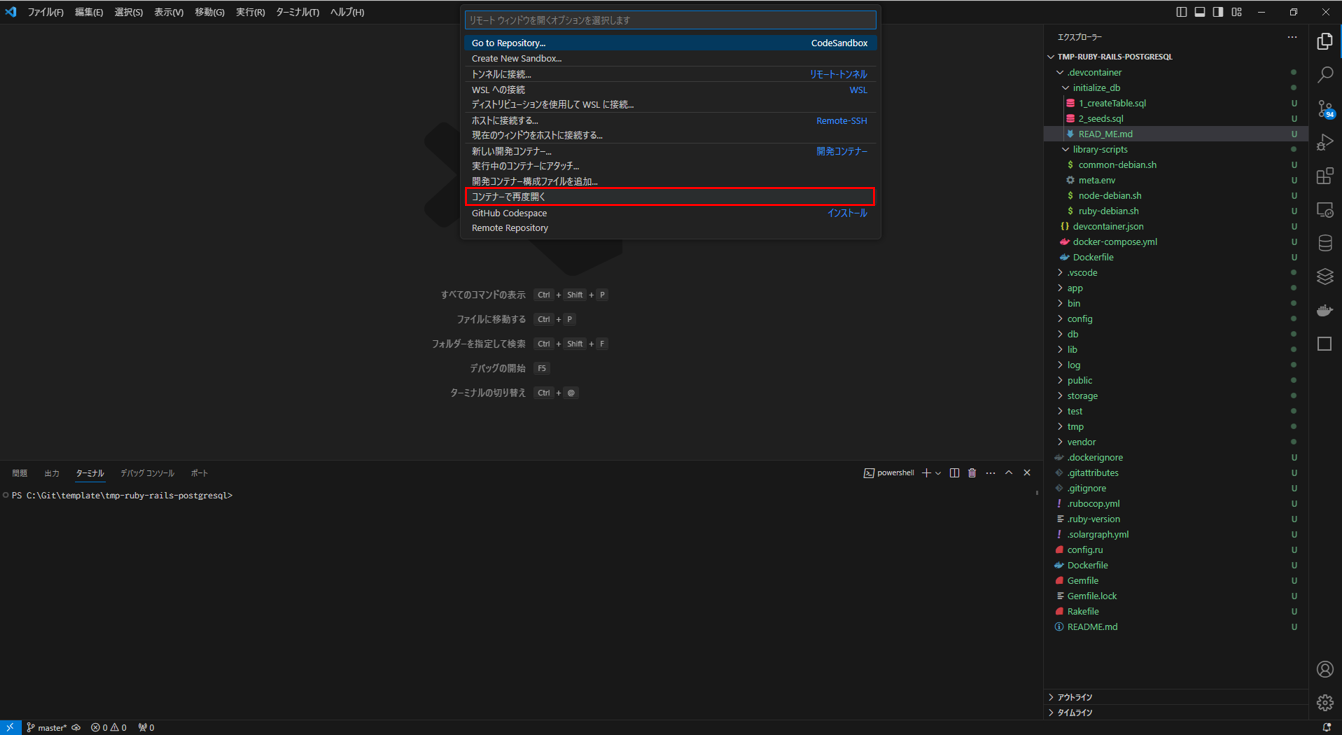 ファイル(F) 編集(E) 選択(S) 表示(V) 移動(G) 実行(R) ターミナル(T) ヘルプ(H)
リモート ウィンドウを開くオプションを選択します
Go to Repository... CodeSandbox
Create New Sandbox...
トンネルに接続... リモート-トンネル
WSL への接続 WSL
ディストリビューションを使用して WSL に接続...
ホストに接続する... Remote-SSH
現在のウィンドウをホストに接続する...
新しい開発コンテナー... 開発コンテナー
実行中のコンテナーにアタッチ...
開発コンテナー構成ファイルを追加...
コンテナーで再度開く
GitHub Codespace インストール
Remote Repository
すべてのコマンドの表示 Ctrl + Shift + P
ファイルに移動する Ctrl + P
フォルダーを指定して検索 Ctrl + Shift + F
デバッグの開始 F5
ターミナルの切り替え Ctrl + @
問題 出力 ターミナル デバッグ コンソール ポート powershell
PS C:\Git\template\tmp-ruby-rails-postgresql>
エクスプローラー
TMP-RUBY-RAILS-POSTGRESQL
.devcontainer
initialize_db
1_createTable.sql U
2_seeds.sql U
READ_ME.md U
library-scripts
common-debian.sh U
meta.env U
node-debian.sh U
ruby-debian.sh U
devcontainer.json U
docker-compose.yml U
Dockerfile U
.vscode
app
bin
config
db
lib
log
public
storage
test
tmp
vendor
.dockerignore U
.gitattributes U
.gitignore U
.rubocop.yml U
.ruby-version U
.solargraph.yml U
config.ru U
Dockerfile U
Gemfile U
Gemfile.lock U
Rakefile U
README.md U
アウトライン
タイムライン
94
master* 0 0 0